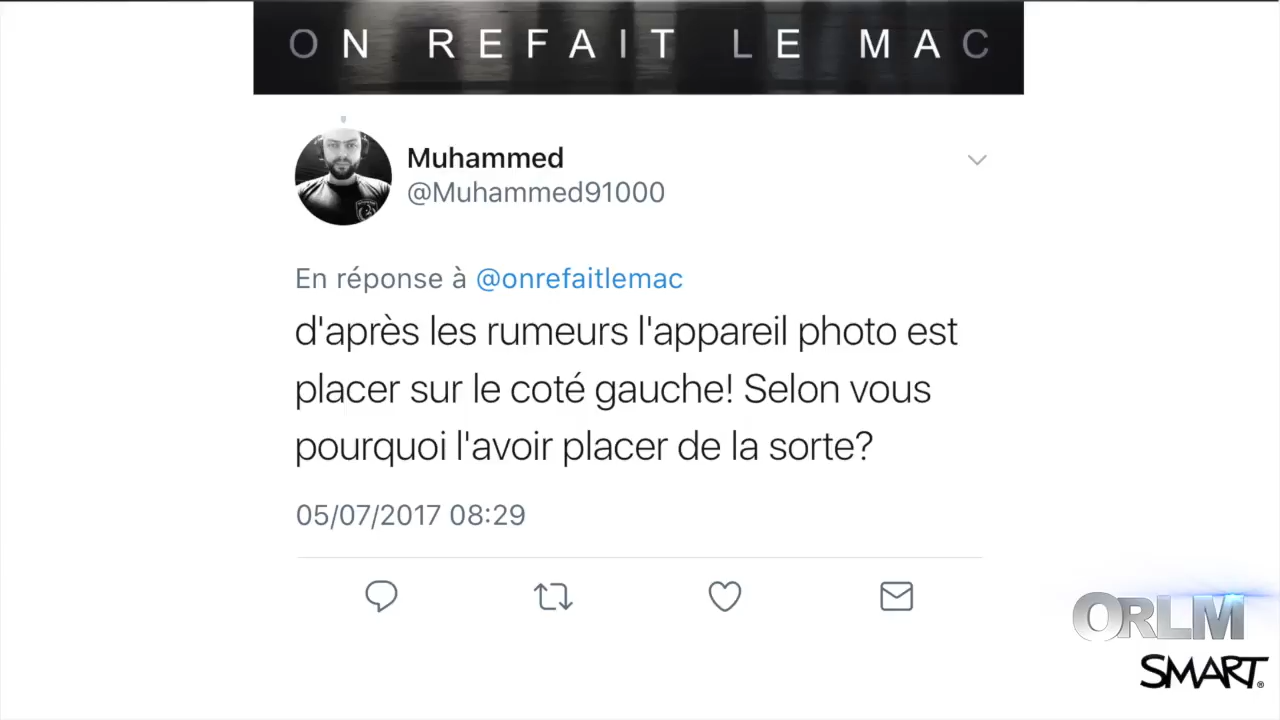 ON REFAIT LE MAC
Muhammed
@Muhammed91000
En réponse à @onrefaitlemac
d'après les rumeurs l'appareil photo est
placer sur le coté gauche! Selon vous
pourquoi l'avoir placer de la sorte?
05/07/2017 08:29
ORLM
SMART®